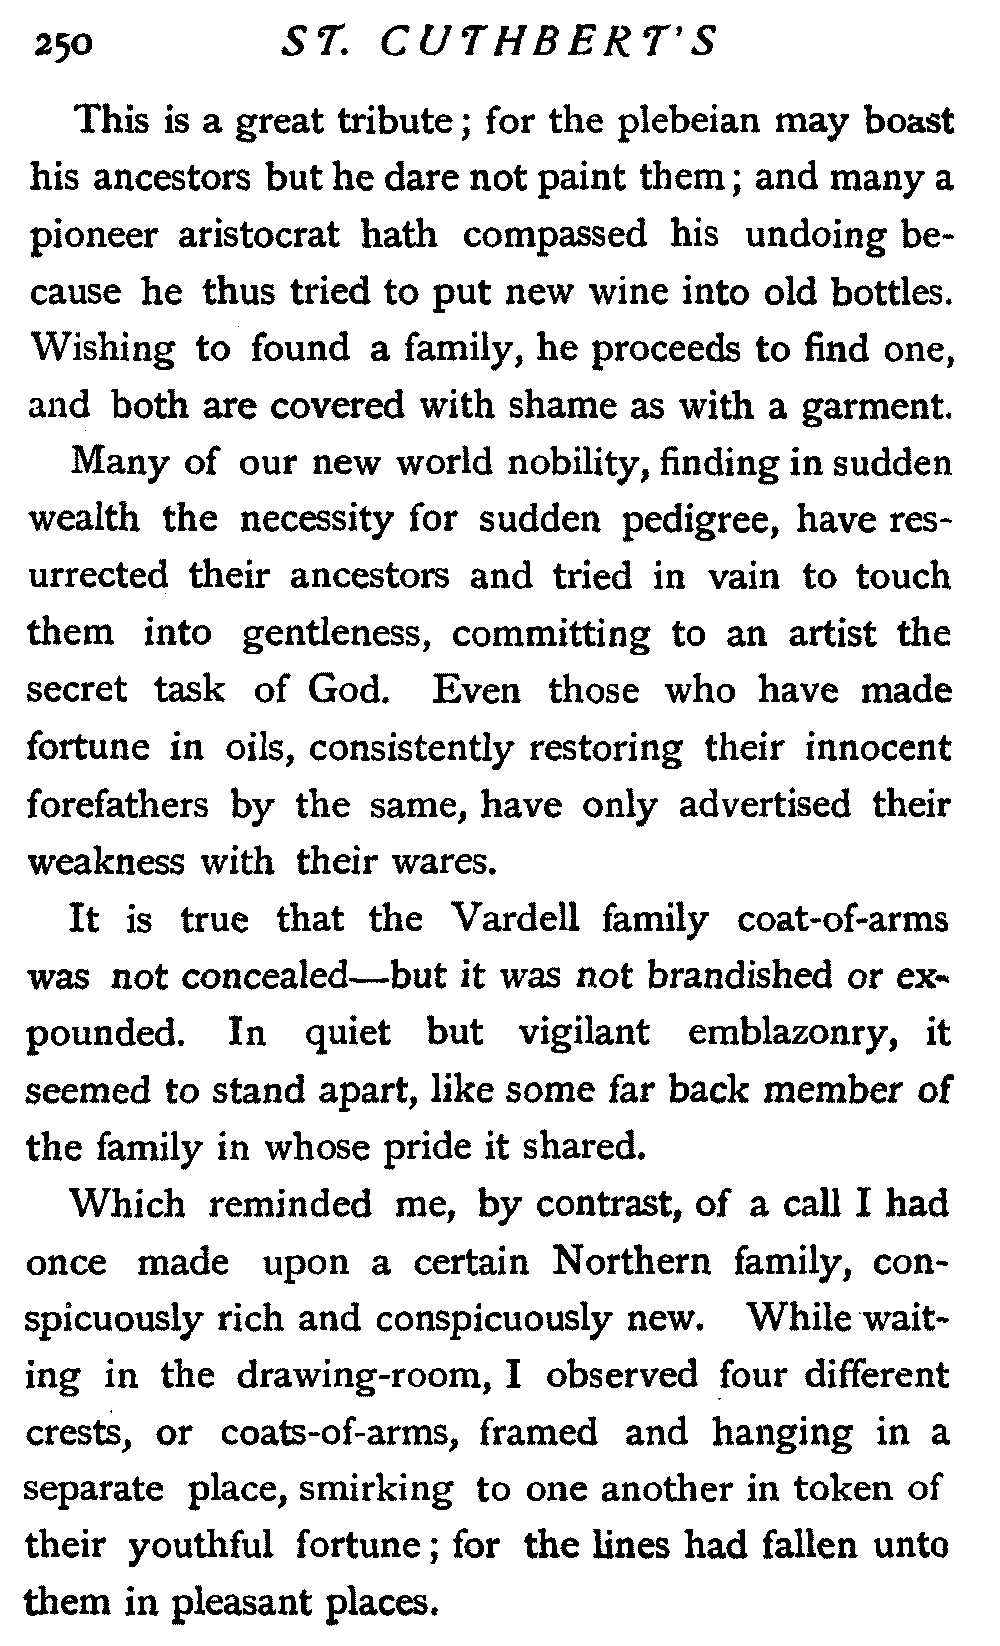 250 ST. CUTHBERT'S
This is a great tribute; for the plebeian may boast
his ancestors but he dare not paint them; and many a
pioneer aristocrat hath compassed his undoing be-
cause he thus tried to put new wine into old bottles.
Wishing to found a family, he proceeds to find one,
and both are covered with shame as with a garment.
Many of our new world nobility, finding in sudden
wealth the necessity for sudden pedigree, have res-
urrected their ancestors and tried in vain to touch
them into gentleness, committing to an artist the
secret task of God. Even those who have made
fortune in oils, consistently restoring their innocent
forefathers by the same, have only advertised their
weakness with their wares.
It is true that the Vardell family coat-of-arms
was not concealed—but it was not brandished or ex-
pounded. In quiet but vigilant emblazonry, it
seemed to stand apart, like some far back member of
the family in whose pride it shared.
Which reminded me, by contrast, of a call I had
once made upon a certain Northern family, con-
spicuously rich and conspicuously new. While wait-
ing in the drawing-room, I observed four different
crests, or coats-of-arms, framed and hanging in a
separate place, smirking to one another in token of
their youthful fortune; for the lines had fallen unto
them in pleasant places.